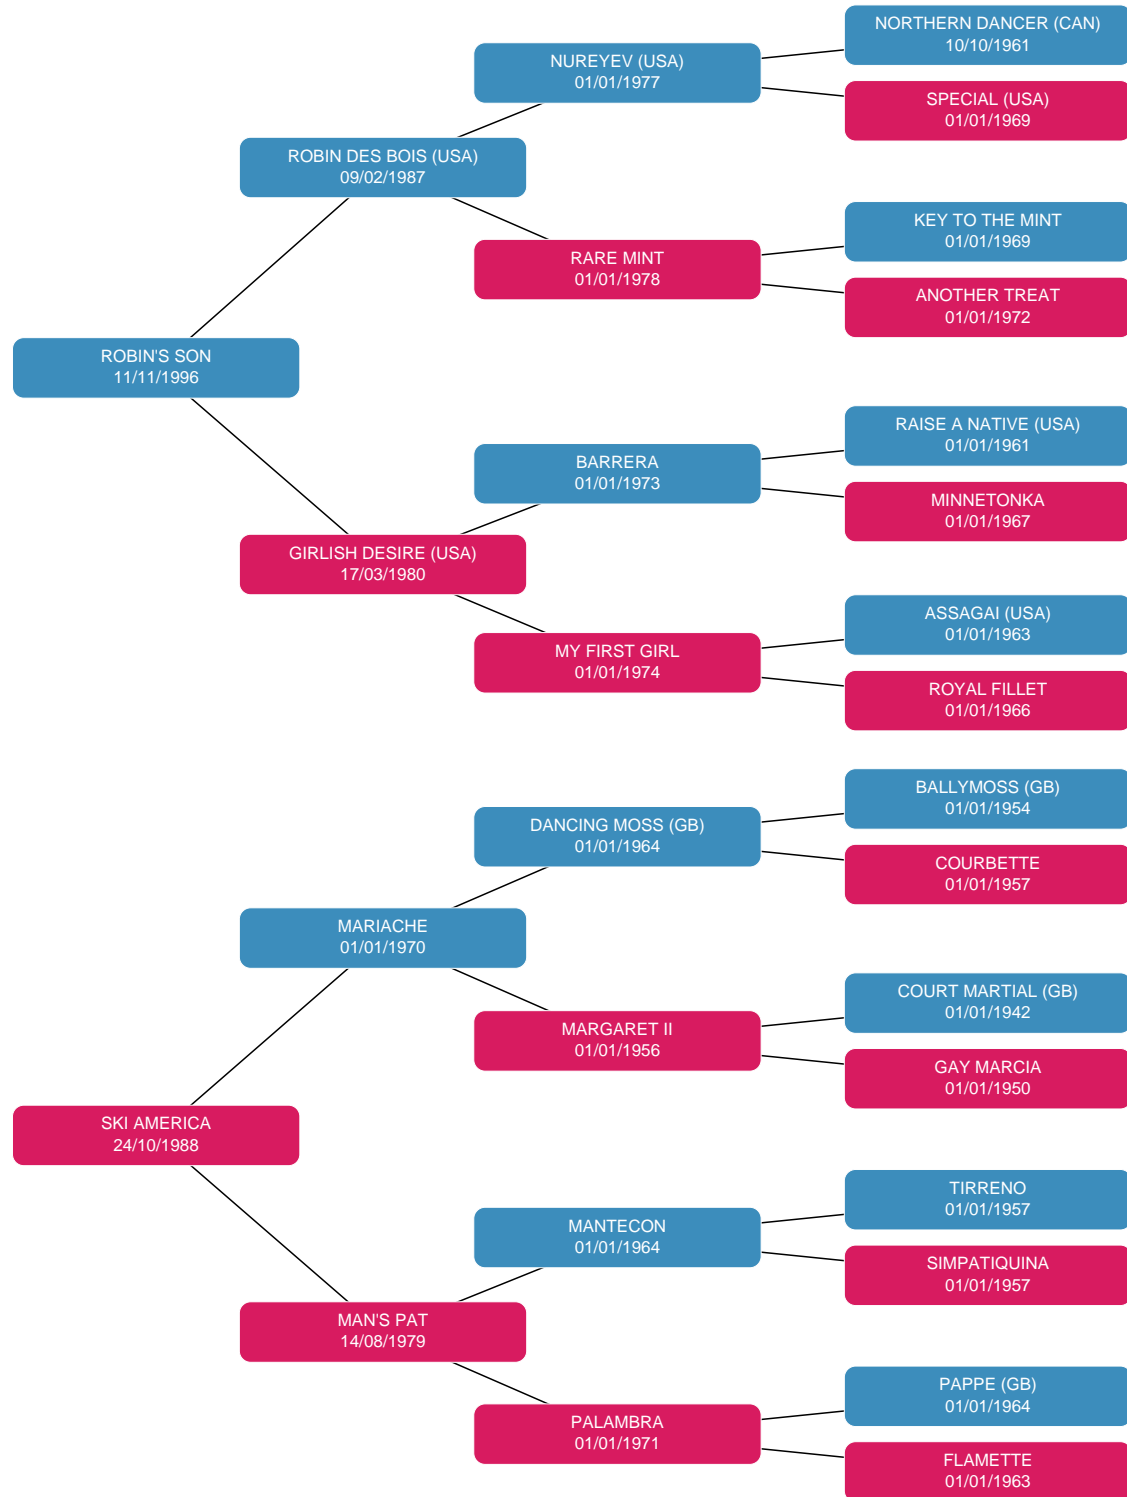 NORTHERN DANCER (CAN)
10/10/1961
NUREYEV (USA)
01/01/1977
SPECIAL (USA)
01/01/1969
ROBIN DES BOIS (USA)
09/02/1987
KEY TO THE MINT
01/01/1969
RARE MINT
01/01/1978
ANOTHER TREAT
01/01/1972
ROBIN'S SON
11/11/1996
RAISE A NATIVE (USA)
01/01/1961
BARRERA
01/01/1973
MINNETONKA
01/01/1967
GIRLISH DESIRE (USA)
17/03/1980
ASSAGAI (USA)
01/01/1963
MY FIRST GIRL
01/01/1974
ROYAL FILLET
01/01/1966
BALLYMOSS (GB)
01/01/1954
DANCING MOSS (GB)
01/01/1964
COURBETTE
01/01/1957
MARIACHE
01/01/1970
COURT MARTIAL (GB)
01/01/1942
MARGARET II
01/01/1956
GAY MARCIA
01/01/1950
SKI AMERICA
24/10/1988
TIRRENO
01/01/1957
MANTECON
01/01/1964
SIMPATIQUINA
01/01/1957
MAN'S PAT
14/08/1979
PAPPE (GB)
01/01/1964
PALAMBRA
01/01/1971
FLAMETTE
01/01/1963